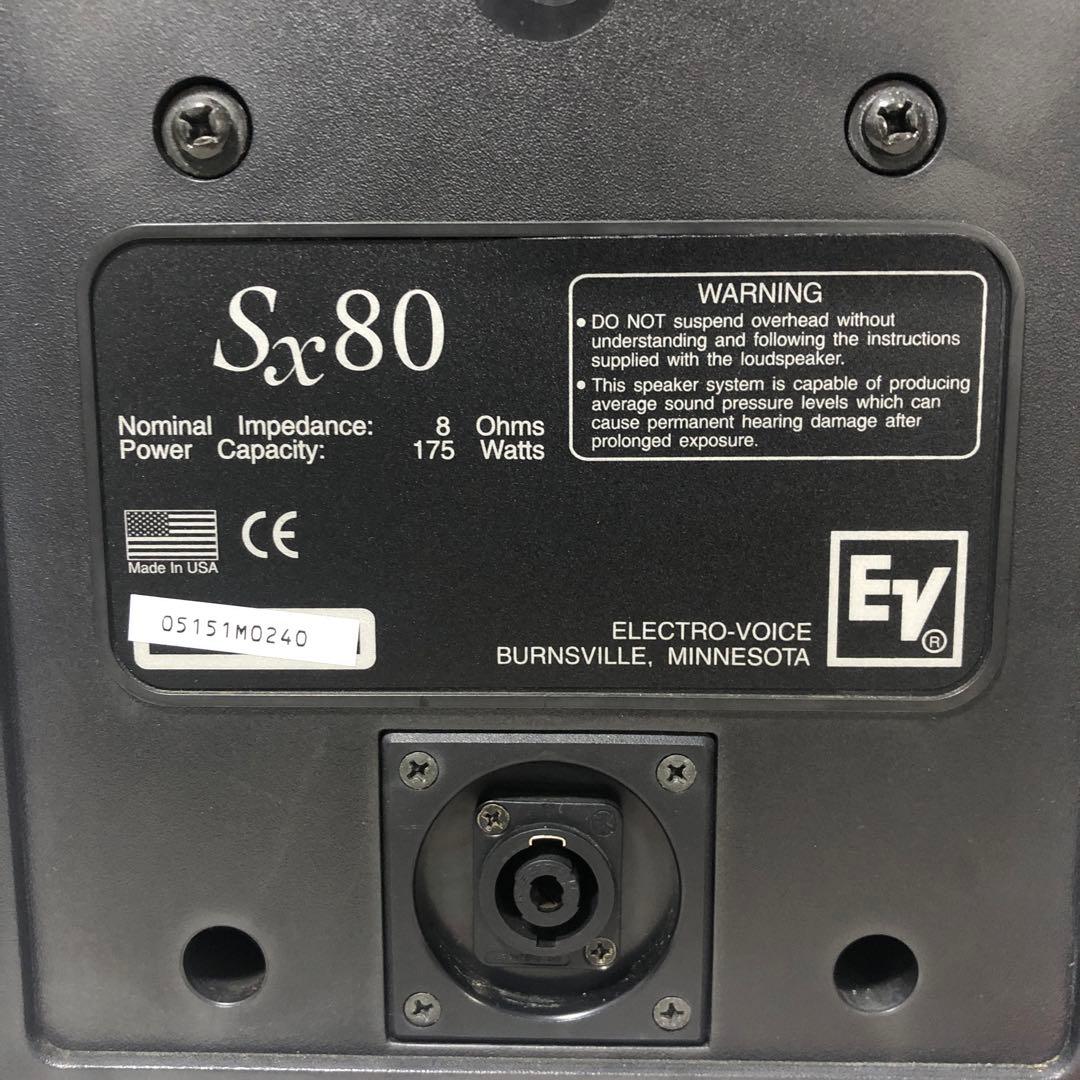 Sx80
Nominal Impedance: 8 Ohms
Power Capacity: 175 Watts
WARNING
• DO NOT suspend overhead without
understanding and following the instructions
supplied with the loudspeaker.
• This speaker system is capable of producing
average sound pressure levels which can
cause permanent hearing damage after
prolonged exposure.
CE
Made In USA
05151M0240
ELECTRO-VOICE
BURNSVILLE, MINNESOTA
EV®